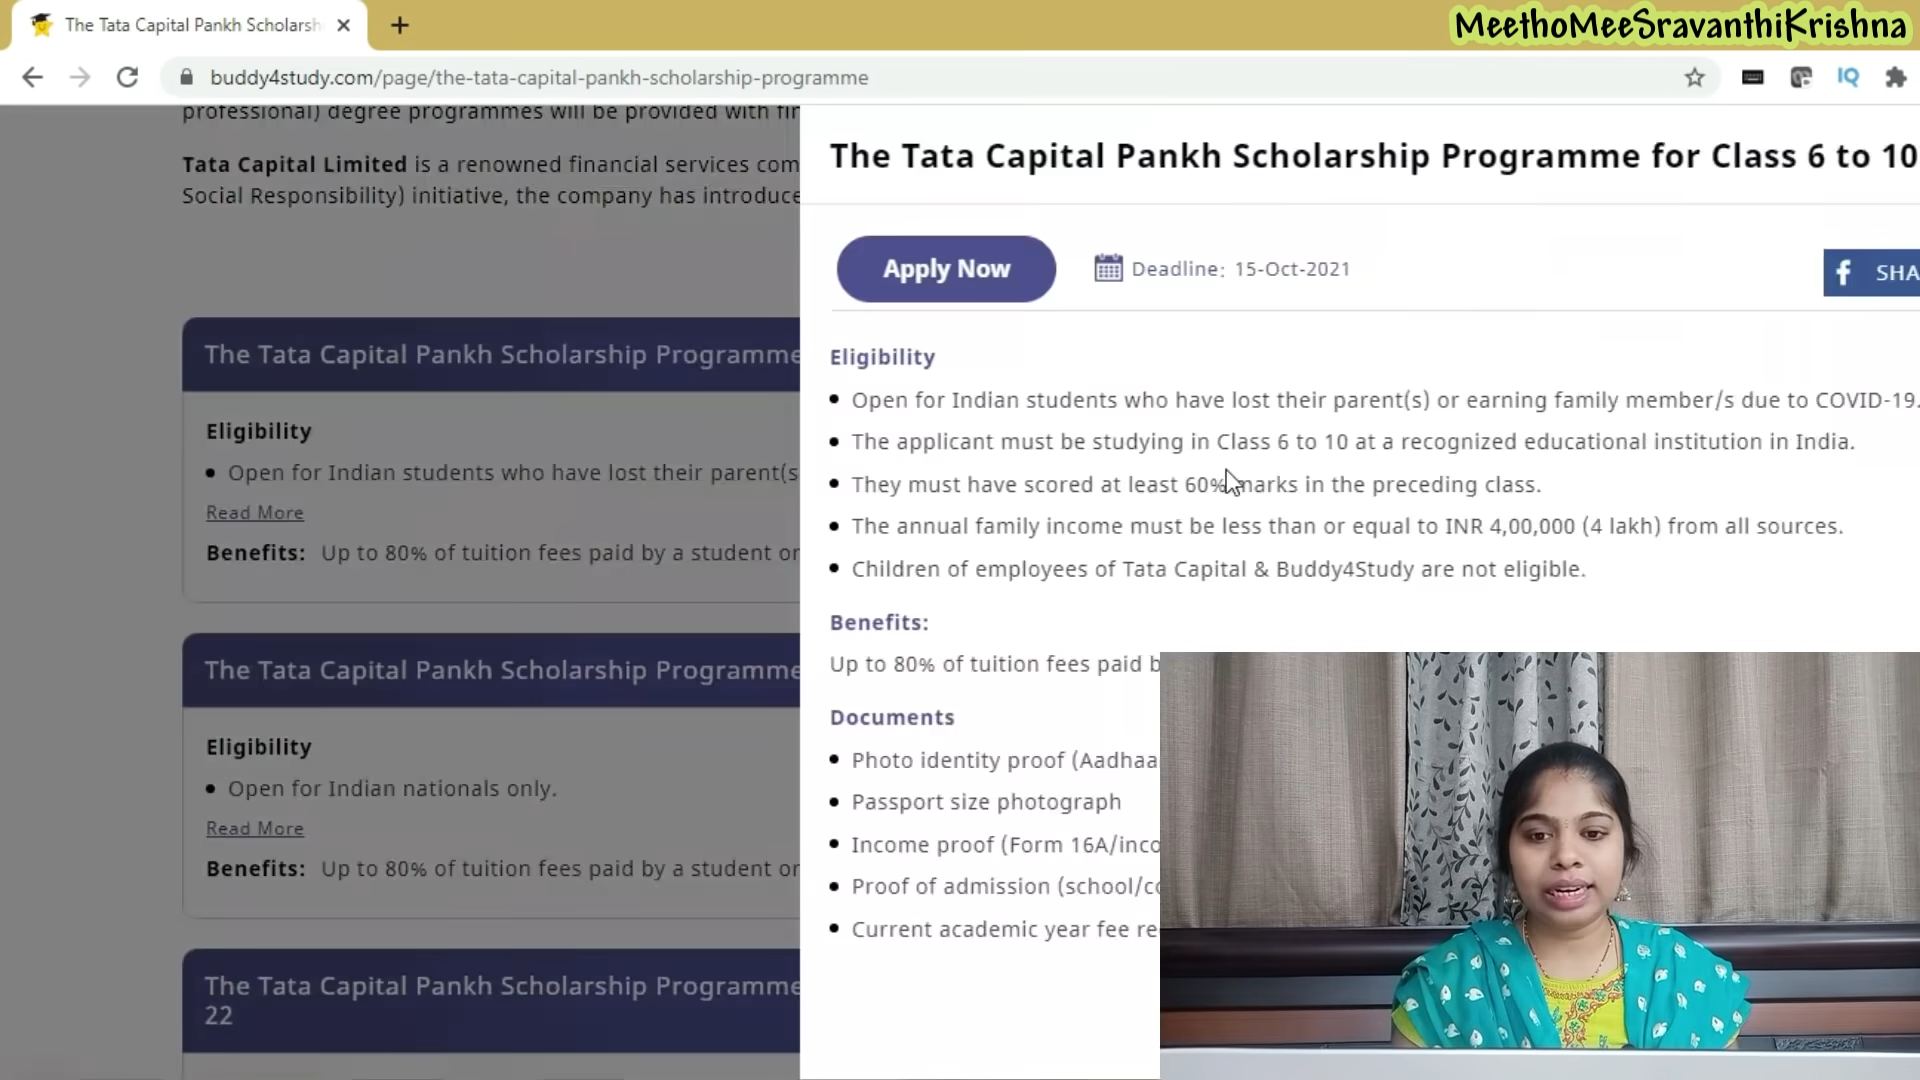 The Tata Capital Pankh Scholarsh
MeethoMeeSravanthiKrishna
buddy4study.com/page/the-tata-capital-pankh-scholarship-programme
IQ
professional) degree programmes will be provided with fin
Tata Capital Limited is a renowned financial services com
Social Responsibility) initiative, the company has introduce
The Tata Capital Pankh Scholarship Programme
Eligibility
Open for Indian students who have lost their parent(s
Read More
Benefits: Up to 80% of tuition fees paid by a student or
The Tata Capital Pankh Scholarship Programme
Eligibility
Open for Indian nationals only.
Read More
Benefits: Up to 80% of tuition fees paid by a student or
The Tata Capital Pankh Scholarship Programme
22
The Tata Capital Pankh Scholarship Programme for Class 6 to 10
Apply Now
Deadline: 15-Oct-2021
f SHA
Eligibility
Open for Indian students who have lost their parent(s) or earning family member/s due to COVID-19.
The applicant must be studying in Class 6 to 10 at a recognized educational institution in India.
They must have scored at least 60% marks in the preceding class.
The annual family income must be less than or equal to INR 4,00,000 (4 lakh) from all sources.
Children of employees of Tata Capital & Buddy4Study are not eligible.
Benefits:
Up to 80% of tuition fees paid b
Documents
Photo identity proof (Aadhaa
Passport size photograph
Income proof (Form 16A/inco
Proof of admission (school/co
Current academic year fee re